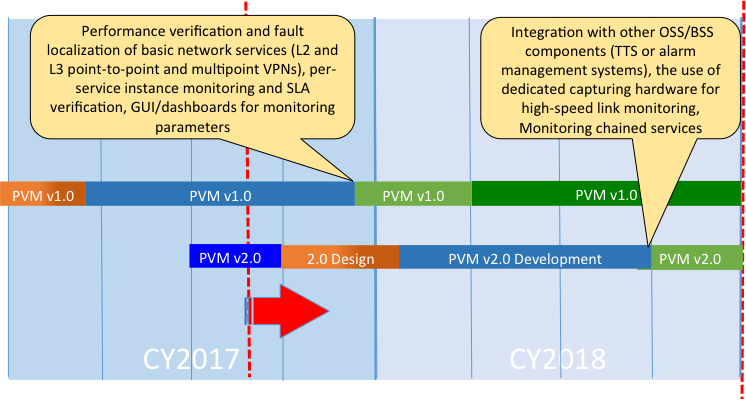 Performance verification and fault
localization of basic network services (L2 and
L3 point-to-point and multipoint VPNs), per-
service instance monitoring and SLA
verification, GUI/dashboards for monitoring
parameters
Integration with other OSS/BSS
components (TTS or alarm
management systems), the use of
dedicated capturing hardware for
high-speed link monitoring,
Monitoring chained services
PVM v1.0
PVM v1.0
PVM v1.0
PVM v1.0
PVM v2.0
2.0 Design
PVM v2.0 Development
PVM v2.0
CY2017
CY2018